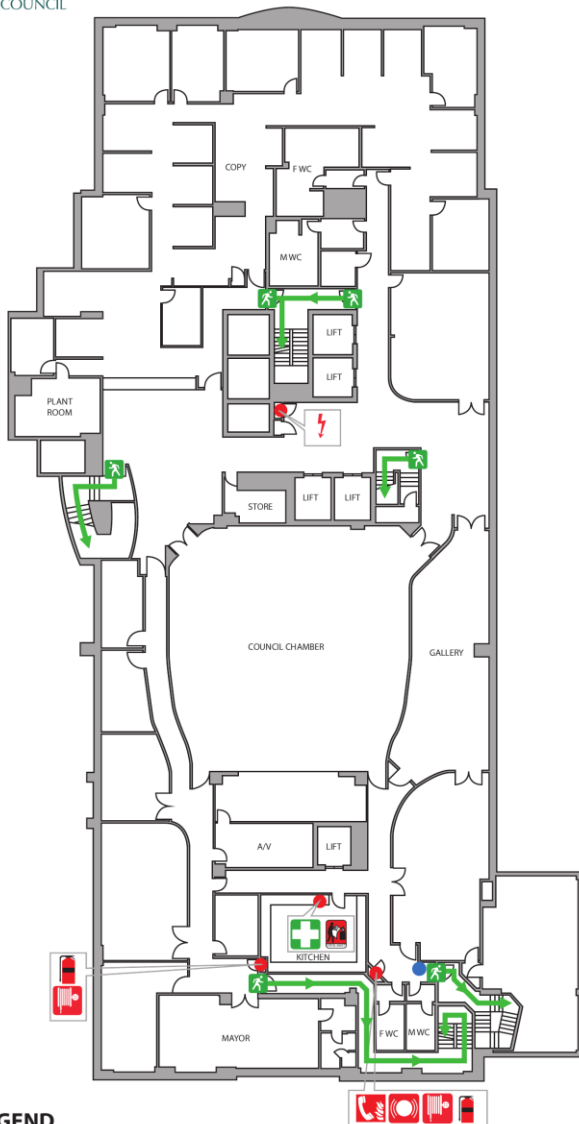 COUNCIL
COPY
F WC
M WC
LIFT
LIFT
PLANT
ROOM
STORE
LIFT
LIFT
COUNCIL CHAMBER
GALLERY
A/V
LIFT
KITCHEN
MAYOR
F WC
M WC
GEND